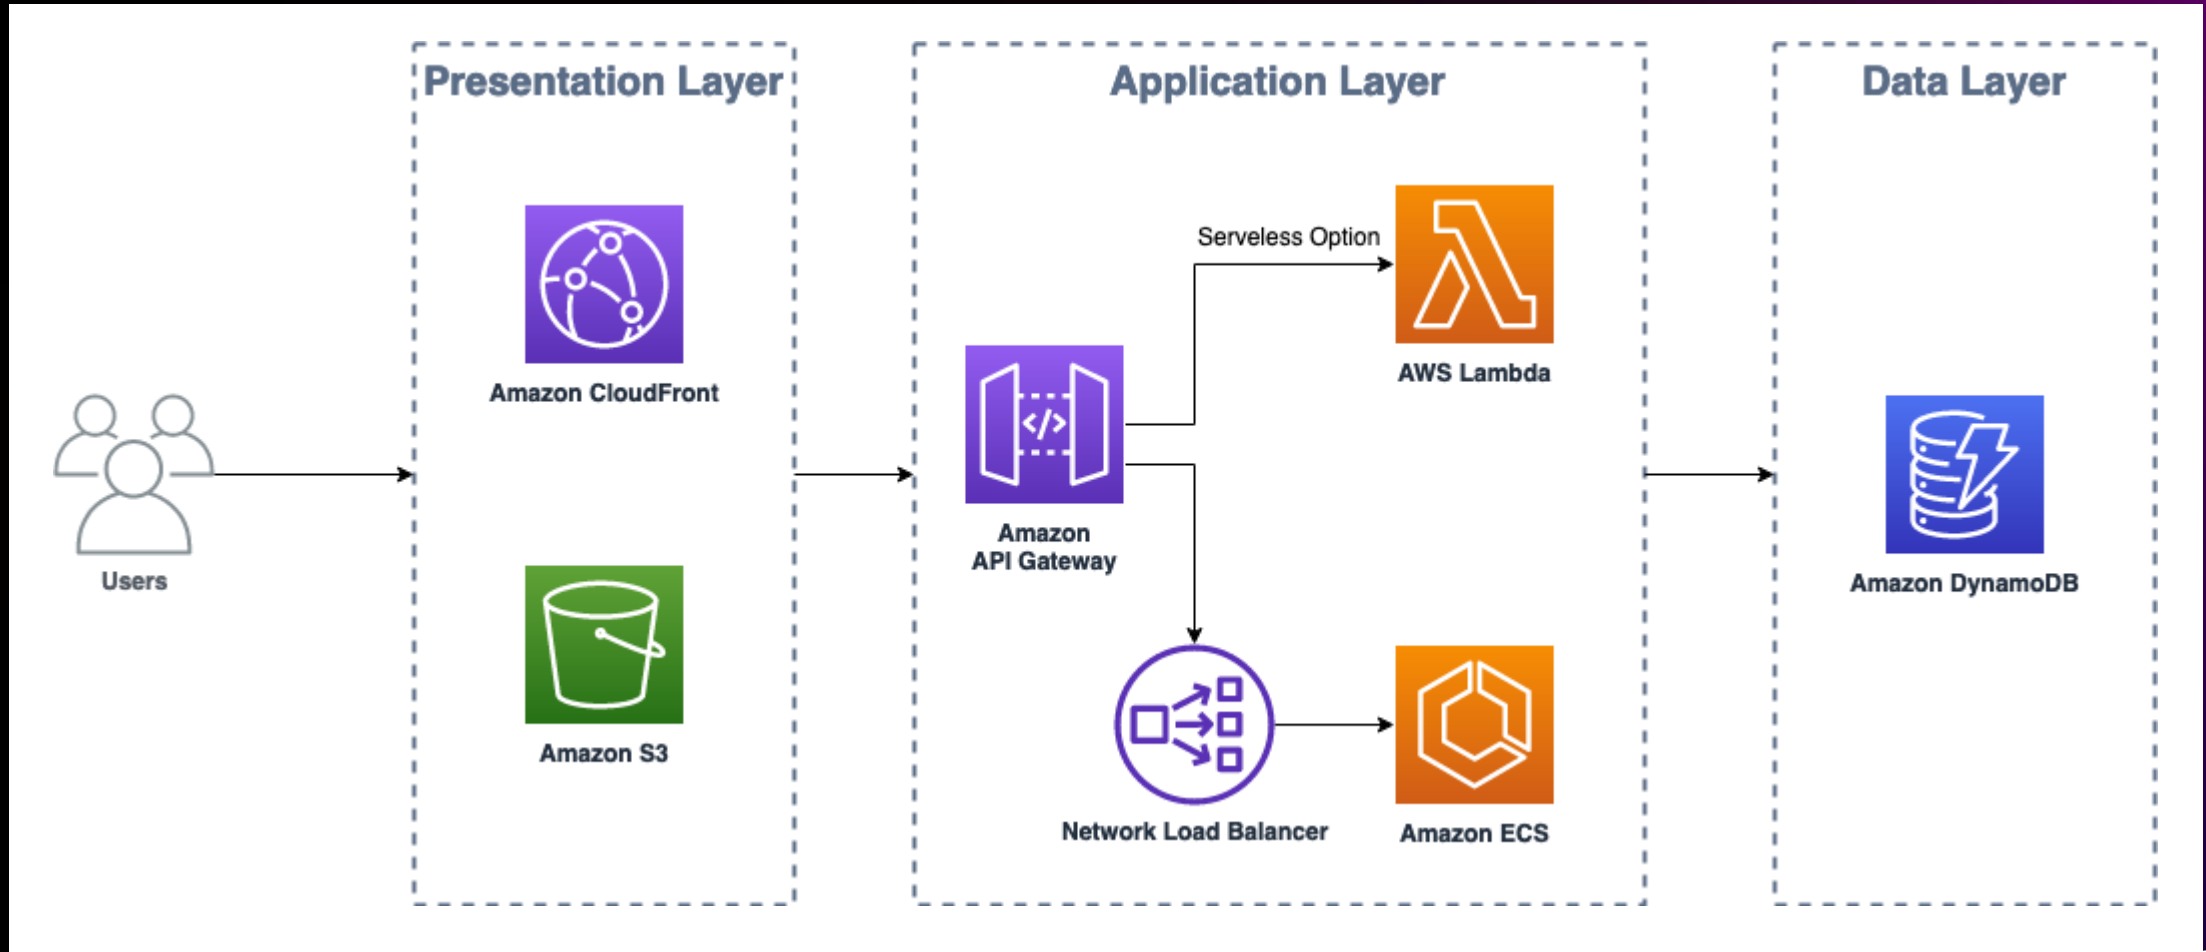 Presentation Layer
Application Layer
Data Layer
Serveless Option
Amazon CloudFront
AWS Lambda
Amazon
API Gateway
Users
Amazon DynamoDB
Amazon S3
Network Load Balancer
Amazon ECS